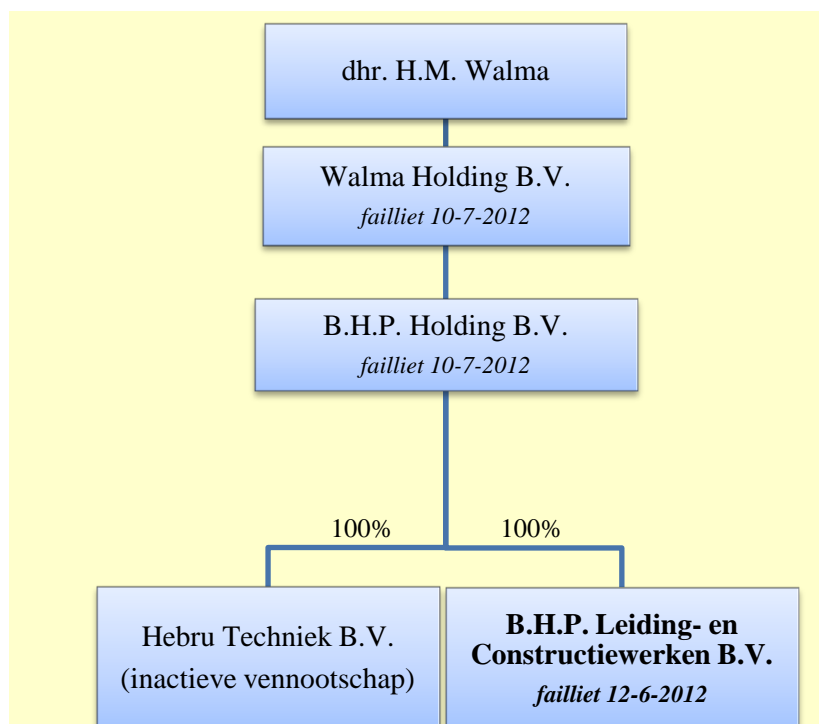 dhr. H.M. Walma
Walma Holding B.V.
failliet 10-7-2012
B.H.P. Holding B.V.
failliet 10-7-2012
100%
100%
Hebru Techniek B.V.
(inactieve vennootschap)
B.H.P. Leiding- en
Constructiewerken B.V.
failliet 12-6-2012